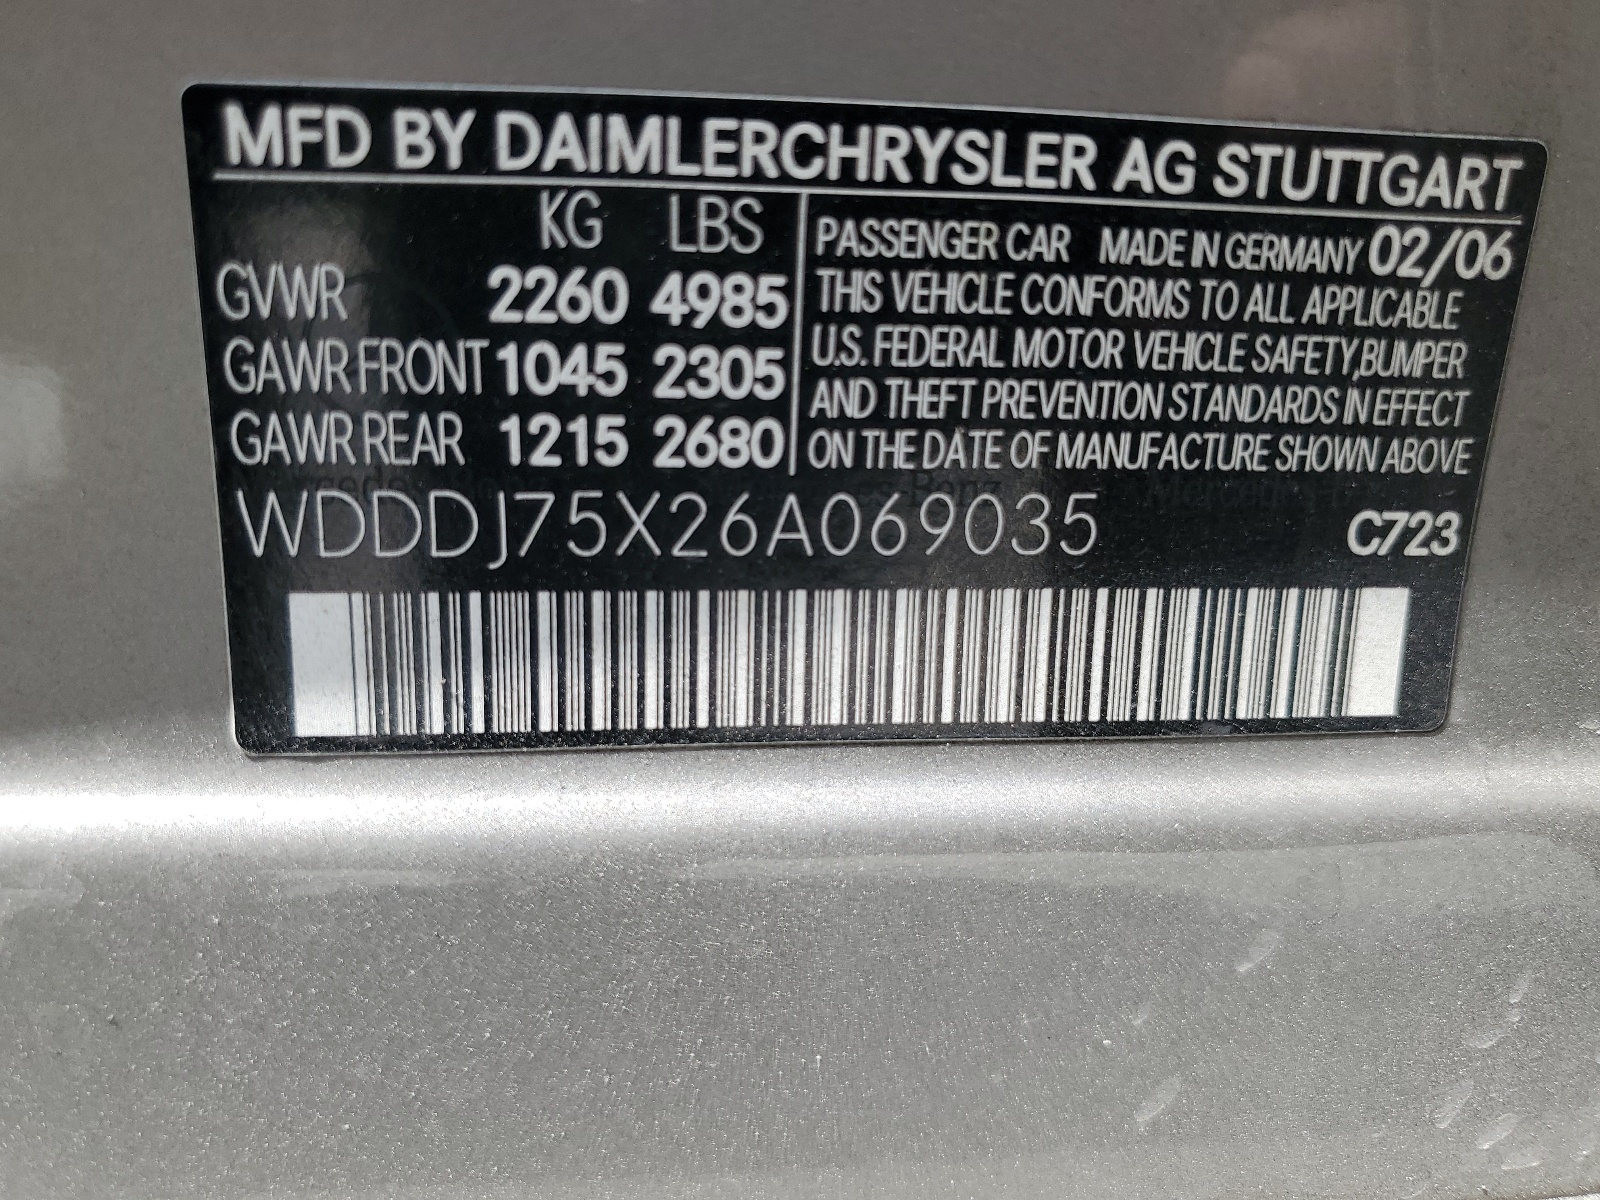 MFD BY DAIMLERCHRYSLER AG STUTTGART
KG LBS
GVWR 2260 4985
GAWR FRONT 1045 2305
GAWR REAR 1215 2680
PASSENGER CAR MADE IN GERMANY 02/06
THIS VEHICLE CONFORMS TO ALL APPLICABLE
U.S. FEDERAL MOTOR VEHICLE SAFETY, BUMPER
AND THEFT PREVENTION STANDARDS IN EFFECT
ON THE DATE OF MANUFACTURE SHOWN ABOVE
WDDDJ75X26A069035 C723